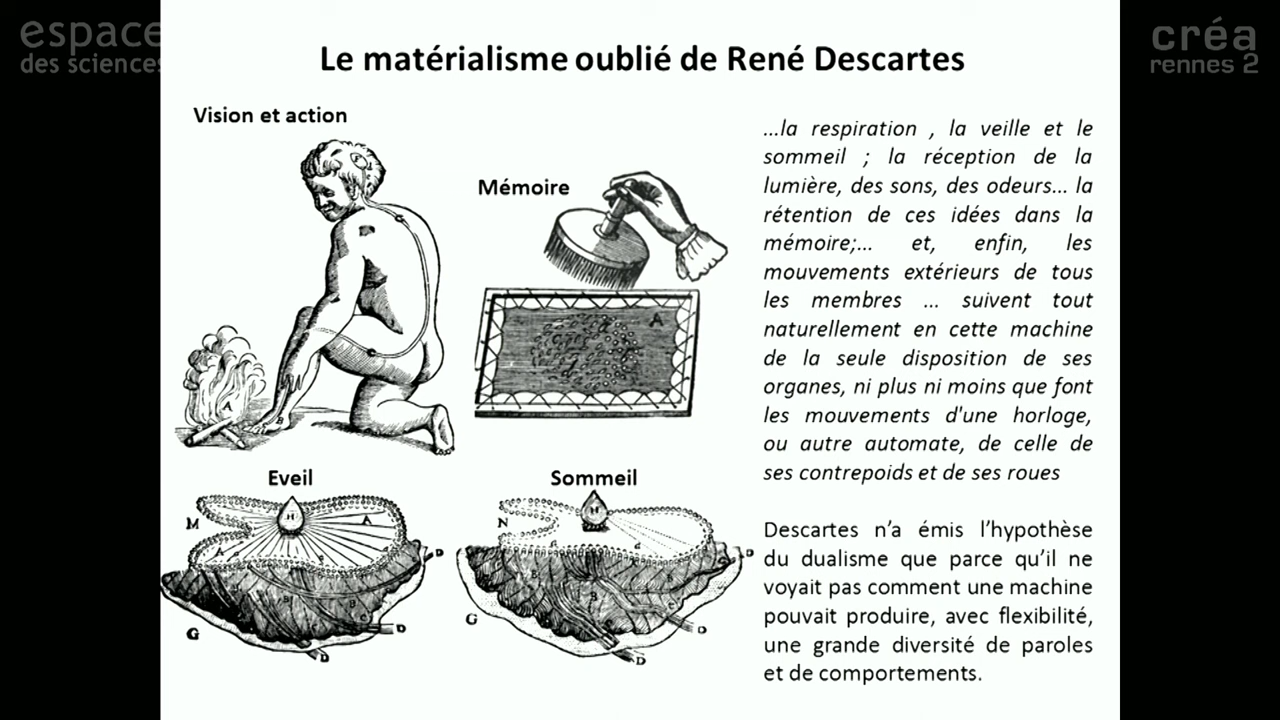 espace
des sciences
créa
rennes 2
Le matérialisme oublié de René Descartes
Vision et action
Mémoire
A
A
B
Eveil
Sommeil
M
H
A
D
G
D
D
N
H
D
G
D
D
...la respiration , la veille et le
sommeil ; la réception de la
lumière, des sons, des odeurs... la
rétention de ces idées dans la
mémoire;... et, enfin, les
mouvements extérieurs de tous
les membres ... suivent tout
naturellement en cette machine
de la seule disposition de ses
organes, ni plus ni moins que font
les mouvements d'une horloge,
ou autre automate, de celle de
ses contrepoids et de ses roues
Descartes n’a émis l’hypothèse
du dualisme que parce qu’il ne
voyait pas comment une machine
pouvait produire, avec flexibilité,
une grande diversité de paroles
et de comportements.